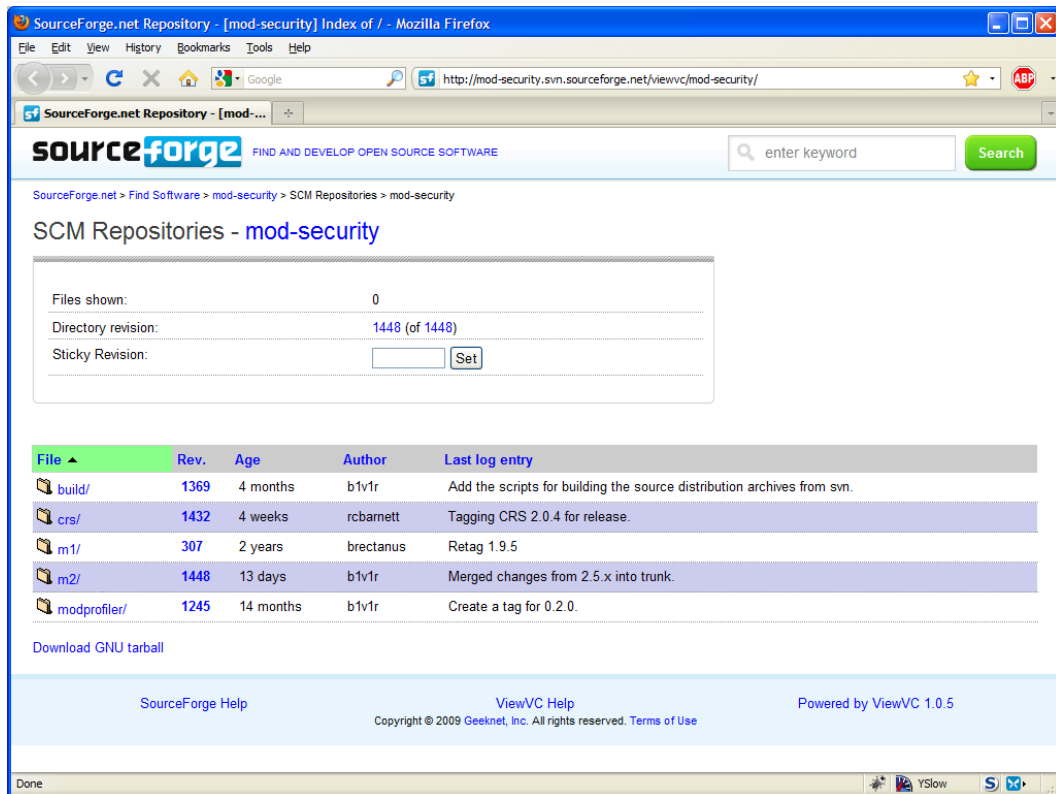 SourceForge.net Repository - [mod-security] Index of / - Mozilla Firefox
File Edit View History Bookmarks Tools Help
Google http://mod-security.svn.sourceforge.net/viewvc/mod-security/ ABP
sf SourceForge.net Repository - [mod-...
sourceforge FIND AND DEVELOP OPEN SOURCE SOFTWARE enter keyword Search
SourceForge.net > Find Software > mod-security > SCM Repositories > mod-security
SCM Repositories - mod-security
Files shown: 0
Directory revision: 1448 (of 1448)
Sticky Revision: Set
File Rev. Age Author Last log entry
build/ 1369 4 months b1v1r Add the scripts for building the source distribution archives from svn.
crs/ 1432 4 weeks rcbarnett Tagging CRS 2.0.4 for release.
m1/ 307 2 years brectanus Retag 1.9.5
m2/ 1448 13 days b1v1r Merged changes from 2.5.x into trunk.
modprofiler/ 1245 14 months b1v1r Create a tag for 0.2.0.
Download GNU tarball
SourceForge Help ViewVC Help Powered by ViewVC 1.0.5
Copyright © 2009 Geeknet, Inc. All rights reserved. Terms of Use
Done YSlow S